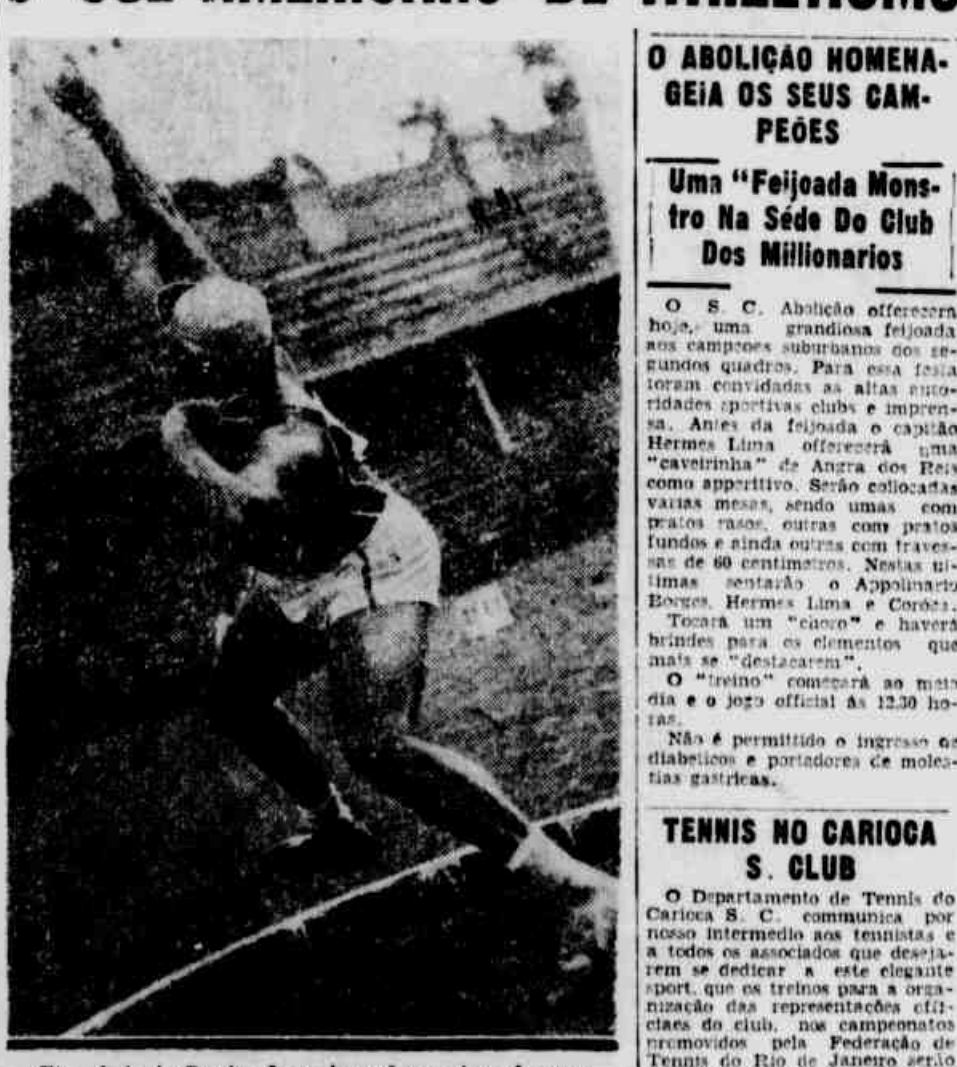 O ABOLIÇÃO HOMENA-
GEIA OS SEUS CAM-
PEÕES
Uma "Feijoada Mons-
tro Na Séde Do Club
Dos Millionarios
O S. C. Abolição offerecera
hoje, uma grandiosa feijoada
aos campeões suburbanos dos se-
gundos quadros. Para essa festa
foram convidadas as altas auto-
ridades sportivas clubs e impren-
sa. Antes da feijoada o capitão
Hermes Lima offerecerá uma
"caveirinha" de Angra dos Reis
como apperitivo. Serão collocadas
varias mesas, sendo umas com
pratos rasos, outras com pratos
fundos e ainda outras com traves-
sas de 60 centimetros. Nestas ul-
timas sentarão o Appolinario
Borges, Hermes Lima e Coróca.
Tocará um "choro" e haverá
brindes para os elementos que
mais se "destacarem".
O "treino" começará ao meio
dia e o jogo official ás 12.30 ho-
ras.
Não é permittido o ingresso os
diabeticos e portadores de moles-
tias gastricas.
TENNIS NO CARIOCA
S. CLUB
O Departamento de Tennis do
Carioca S. C. communica por
nosso intermedio aos tennistas e
a todos os associados que deseja-
rem se dedicar a este elegante
sport, que os treinos para a orga-
nização das representações offi-
ciaes do club, nos campeonatos
promovidos pela Federação de
Tennis do Rio de Janeiro serão